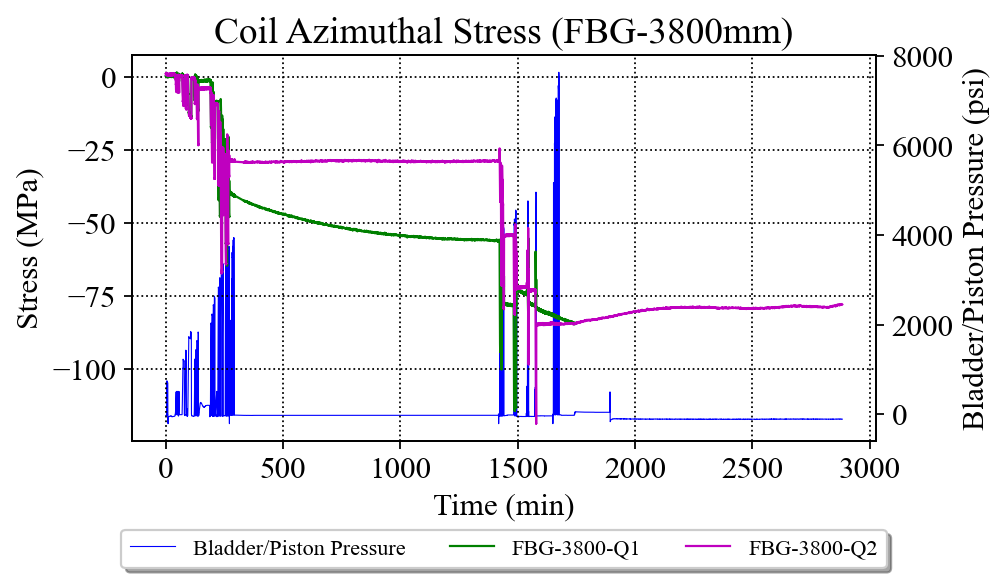 Coil Azimuthal Stress (FBG-3800mm)
0
−25
−50
−75
−100
Stress (MPa)
8000
6000
4000
2000
0
Bladder/Piston Pressure (psi)
0 500 1000 1500 2000 2500 3000
Time (min)
Bladder/Piston Pressure FBG-3800-Q1 FBG-3800-Q2